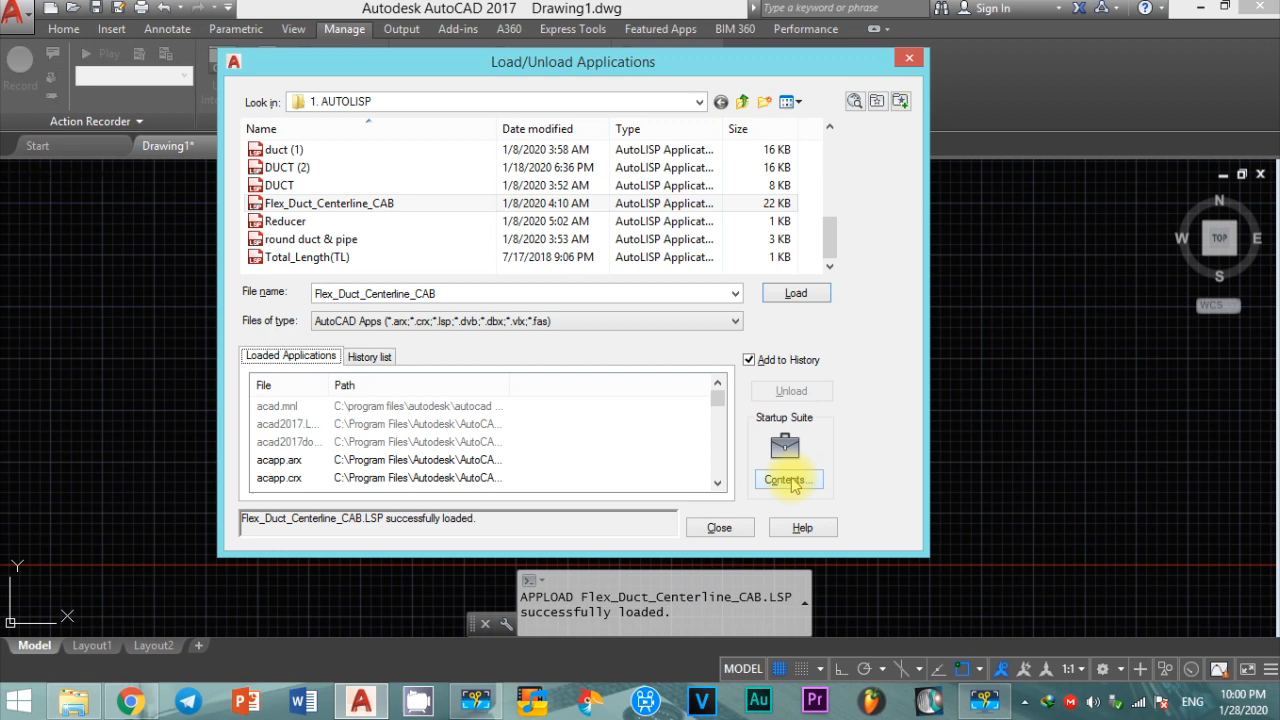 Autodesk AutoCAD 2017 Drawing1.dwg
Type a keyword or phrase
Sign In
Home Insert Annotate Parametric View Manage Output Add-ins A360 Express Tools Featured Apps BIM 360 Performance
Record
Play
Action Recorder
Start Drawing1*
Load/Unload Applications
Look in: 1. AUTOLISP
Name Date modified Type Size
duct (1) 1/8/2020 3:58 AM AutoLISP Applicat... 16 KB
DUCT (2) 1/18/2020 6:36 PM AutoLISP Applicat... 16 KB
DUCT 1/8/2020 3:52 AM AutoLISP Applicat... 8 KB
Flex_Duct_Centerline_CAB 1/8/2020 4:10 AM AutoLISP Applicat... 22 KB
Reducer 1/8/2020 5:02 AM AutoLISP Applicat... 1 KB
round duct & pipe 1/8/2020 3:53 AM AutoLISP Applicat... 3 KB
Total_Length(TL) 7/17/2018 9:06 PM AutoLISP Applicat... 1 KB
File name: Flex_Duct_Centerline_CAB Load
Files of type: AutoCAD Apps (*.arx;*.crx;*.lsp;*.dvb;*.dbx;*.vlx;*.fas)
Loaded Applications History list
Add to History
File Path
Unload
acad.mnl C:\program files\autodesk\autocad ...
Startup Suite
acad2017.L... C:\Program Files\Autodesk\AutoCA...
acad2017do... C:\Program Files\Autodesk\AutoCA...
acapp.arx C:\Program Files\Autodesk\AutoCA...
acapp.crx C:\Program Files\Autodesk\AutoCA...
Contents...
Flex_Duct_Centerline_CAB.LSP successfully loaded.
Close Help
N
W TOP E
S
WCS
Y
X
APPLOAD Flex_Duct_Centerline_CAB.LSP
successfully loaded.
Model Layout1 Layout2 +
MODEL 1:1
ENG
10:00 PM
1/28/2020